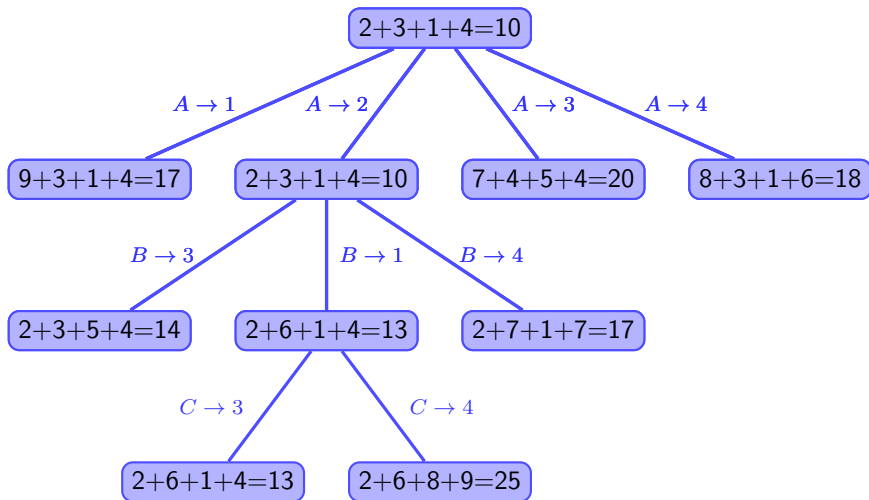 2+3+1+4=10
A → 1
A → 2
A → 3
A → 4
9+3+1+4=17
2+3+1+4=10
7+4+5+4=20
8+3+1+6=18
B → 3
B → 1
B → 4
2+3+5+4=14
2+6+1+4=13
2+7+1+7=17
C → 3
C → 4
2+6+1+4=13
2+6+8+9=25